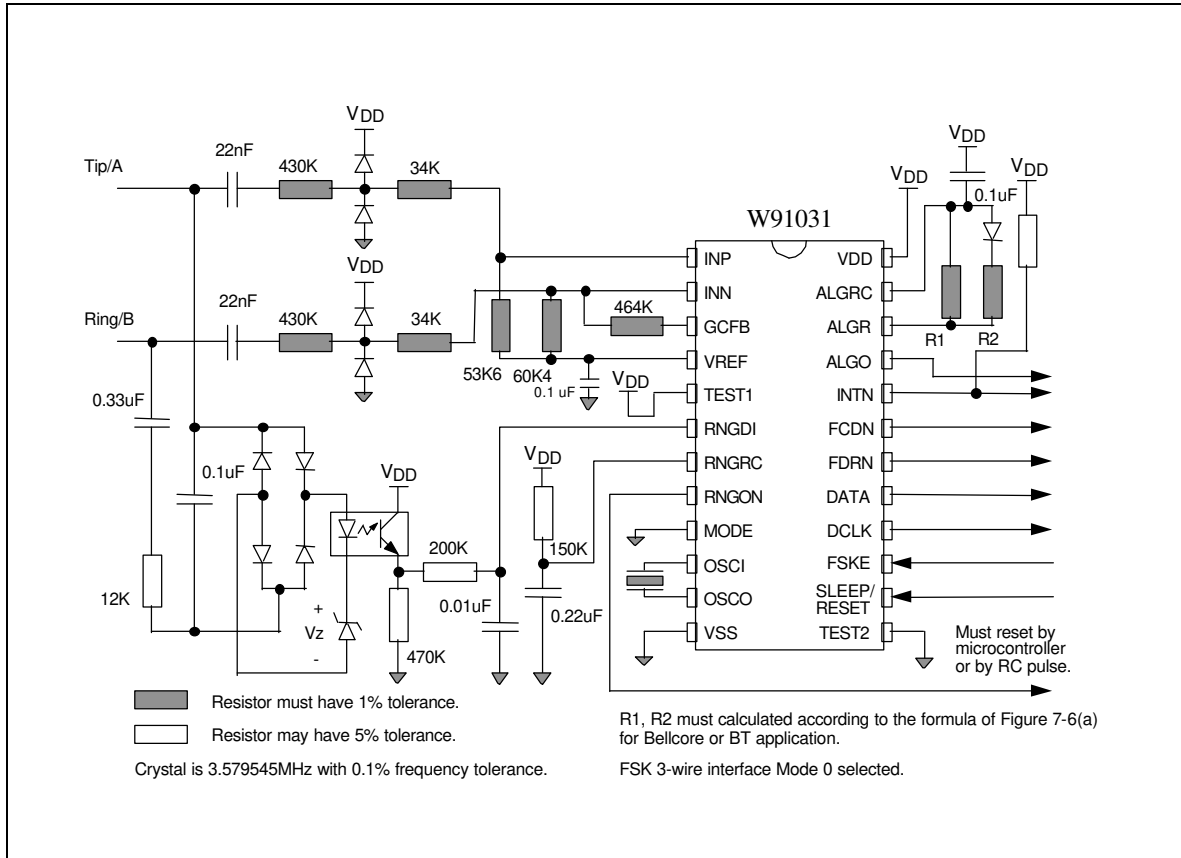 VDD
22nF
430K
34K
Tip/A
VDD
22nF
430K
34K
Ring/B
53K6
60K4
464K
0.1 uF
VDD
0.33uF
0.1uF
12K
VDD
200K
+
Vz
-
470K
0.01uF
VDD
150K
0.22uF
W91031
INP
INN
GCFB
VREF
TEST1
RNGDI
RNGRC
RNGON
MODE
OSCI
OSCO
VSS
VDD
ALGRC
ALGR
ALGO
INTN
FCDN
FDRN
DATA
DCLK
FSKE
SLEEP/
RESET
TEST2
VDD
VDD
0.1uF
VDD
R1
R2
Must reset by
microcontroller
or by RC pulse.
Resistor must have 1% tolerance.
Resistor may have 5% tolerance.
Crystal is 3.579545MHz with 0.1% frequency tolerance.
R1, R2 must calculated according to the formula of Figure 7-6(a)
for Bellcore or BT application.
FSK 3-wire interface Mode 0 selected.